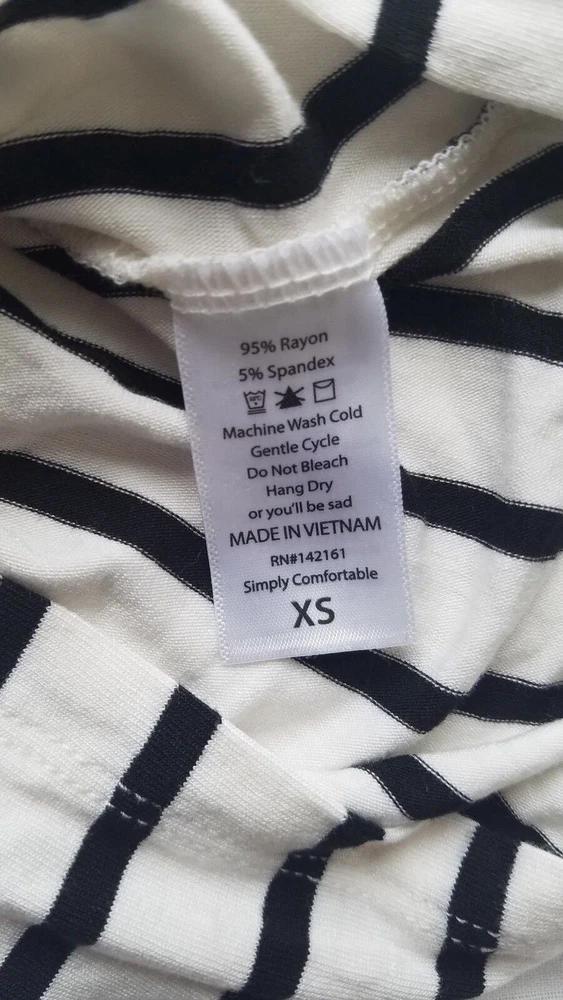 95% Rayon
5% Spandex
Machine Wash Cold
Gentle Cycle
Do Not Bleach
Hang Dry
or you'll be sad
MADE IN VIETNAM
RN#142161
Simply Comfortable
XS